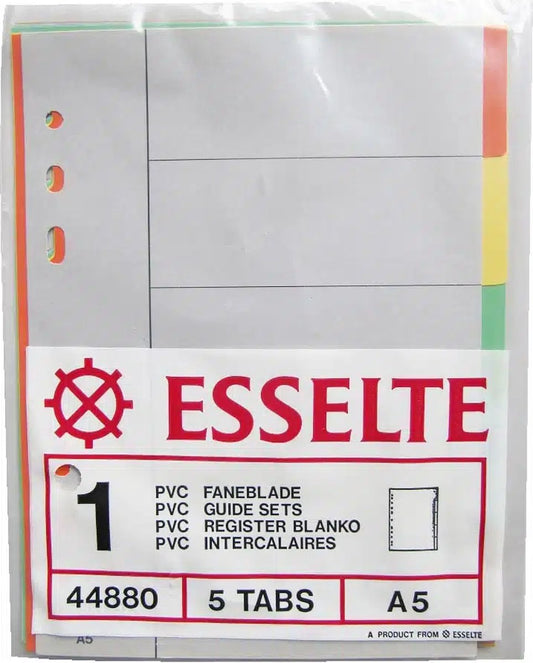 ESSELTE
1
PVC FANEBLADE
PVC GUIDE SETS
PVC REGISTER BLANKO
PVC INTERCALAIRES
44880
5 TABS
A5
A PRODUCT FROM ESSELTE
A5